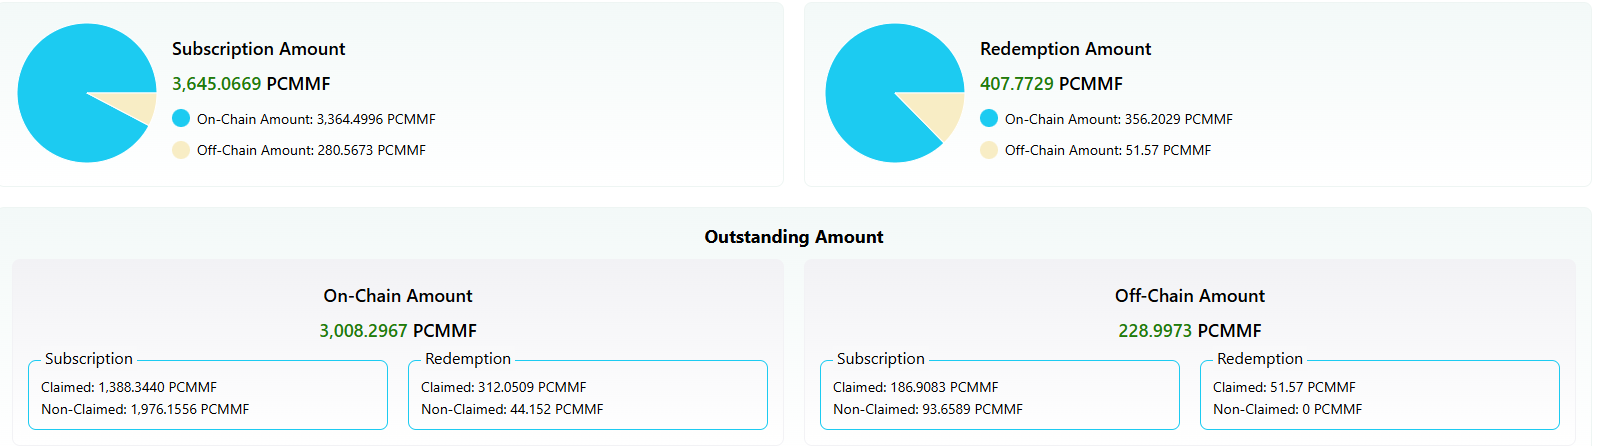 Subscription Amount
3,645.0669 PCMMF
On-Chain Amount: 3,364.4996 PCMMF
Off-Chain Amount: 280.5673 PCMMF
Redemption Amount
407.7729 PCMMF
On-Chain Amount: 356.2029 PCMMF
Off-Chain Amount: 51.57 PCMMF
Outstanding Amount
On-Chain Amount
3,008.2967 PCMMF
Subscription
Claimed: 1,388.3440 PCMMF
Non-Claimed: 1,976.1556 PCMMF
Redemption
Claimed: 312.0509 PCMMF
Non-Claimed: 44.152 PCMMF
Off-Chain Amount
228.9973 PCMMF
Subscription
Claimed: 186.9083 PCMMF
Non-Claimed: 93.6589 PCMMF
Redemption
Claimed: 51.57 PCMMF
Non-Claimed: 0 PCMMF